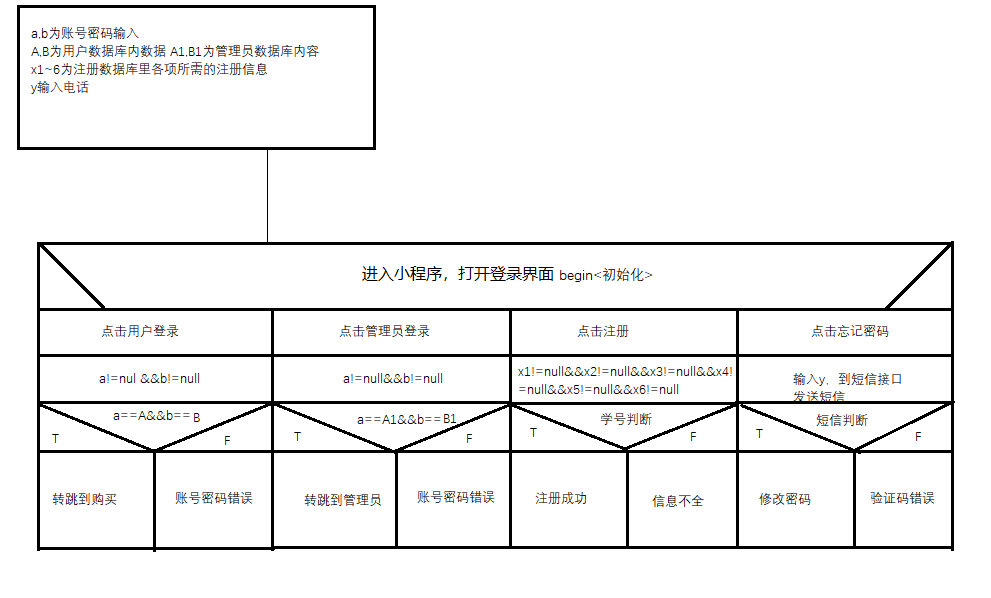 a,b为账号密码输入
A,B为用户数据库内数据 A1,B1为管理员数据库内容
x1~6为注册数据库里各项所需的注册信息
y输入电话
进入小程序，打开登录界面 begin<初始化>
点击用户登录
点击管理员登录
点击注册
点击忘记密码
a!=nul &&b!=null
a!=null&&b!=null
x1!=null&&x2!=null&&x3!=null&&x4!
=null&&x5!=null&&x6!=null
输入y，到短信接口
发送短信
a==A&&b== B
T
F
a==A1&&b==B1
T
F
学号判断
T
F
短信判断
T
F
转跳到购买
账号密码错误
转跳到管理员
账号密码错误
注册成功
信息不全
修改密码
验证码错误